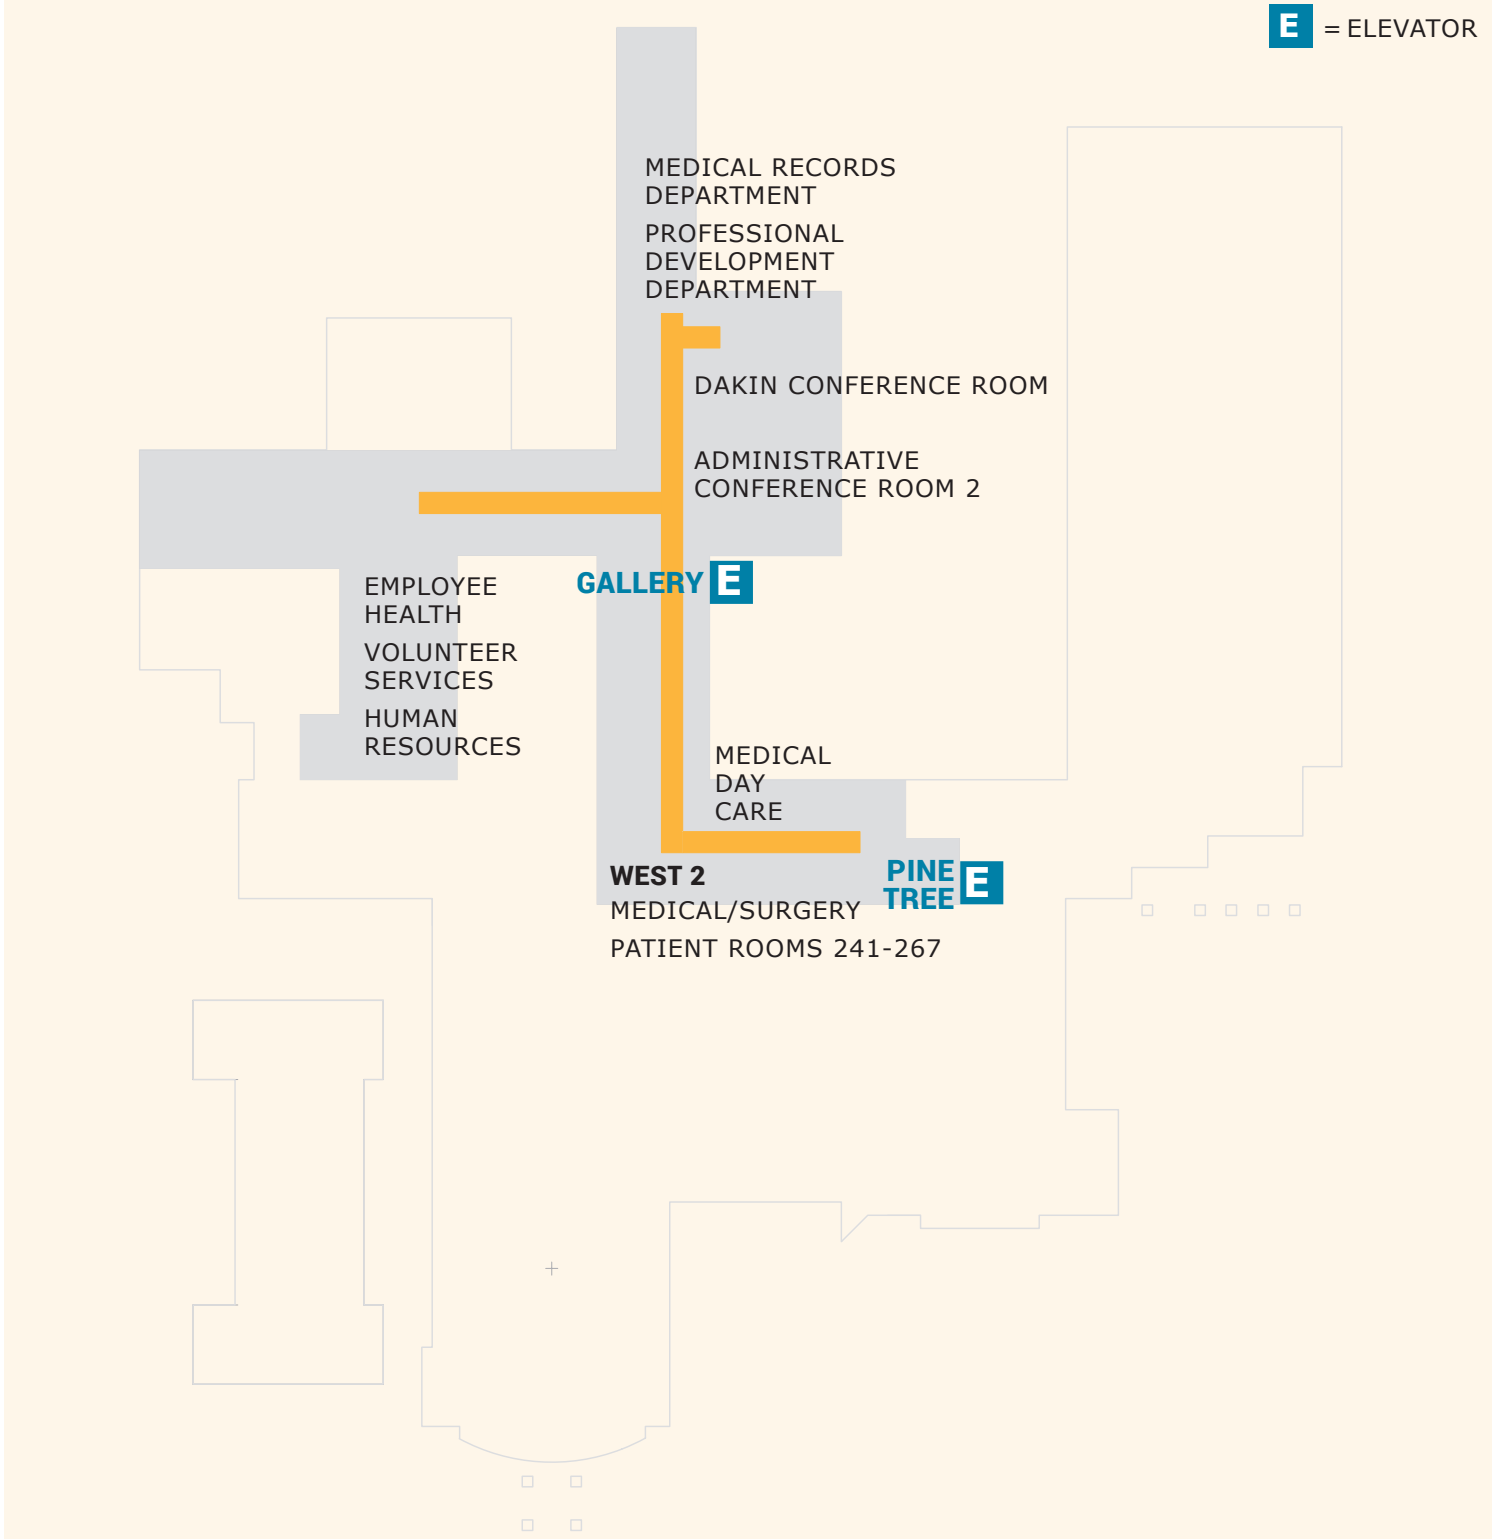 E = ELEVATOR
MEDICAL RECORDS
DEPARTMENT
PROFESSIONAL
DEVELOPMENT
DEPARTMENT
DAKIN CONFERENCE ROOM
ADMINISTRATIVE
CONFERENCE ROOM 2
GALLERY E
EMPLOYEE
HEALTH
VOLUNTEER
SERVICES
HUMAN
RESOURCES
MEDICAL
DAY
CARE
PINE
TREE
E
WEST 2
MEDICAL/SURGERY
PATIENT ROOMS 241-267